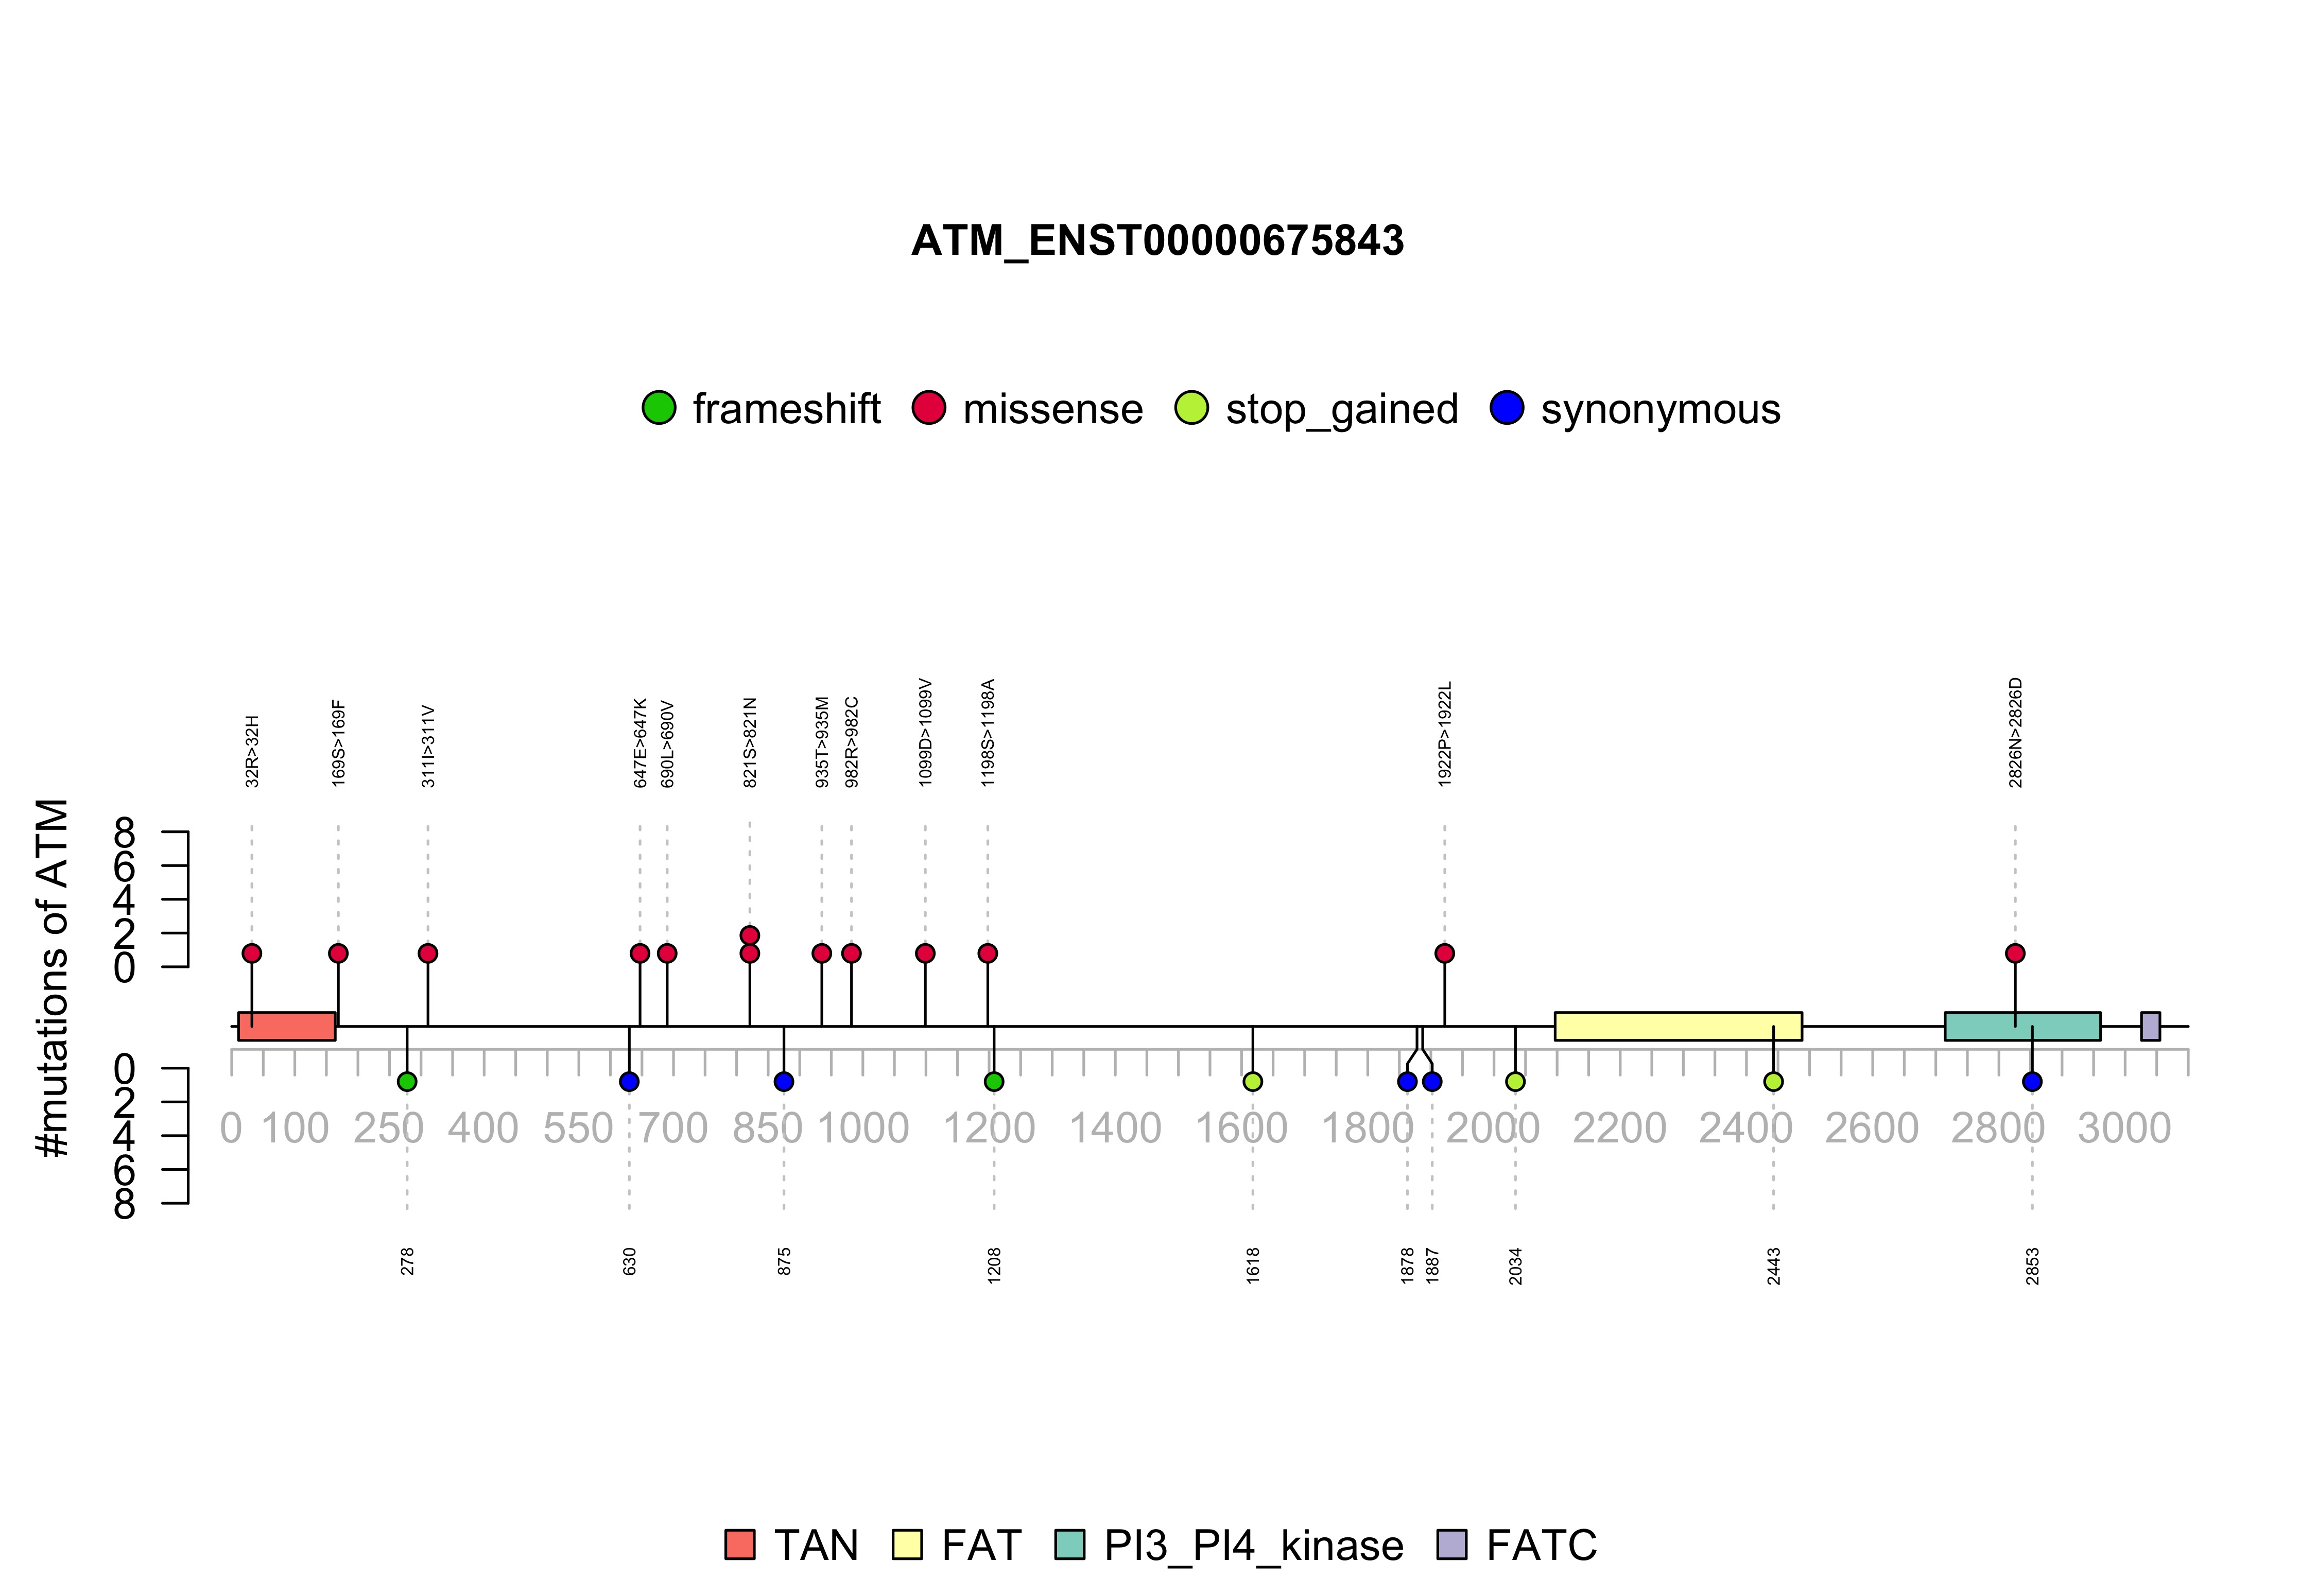 ATM_ENST00000675843
frameshift missense stop_gained synonymous
32R>32H 169S>169F 311I>311V 647E>647K 690L>690V 821S>821N 935T>935M 982R>982C 1099D>1099V 1198S>1198A 1922P>1922L 2826N>2826D
#mutations of ATM
8
6
4
2
0
0
2
4
6
8
0 100 250 400 550 700 850 1000 1200 1400 1600 1800 2000 2200 2400 2600 2800 3000
278 630 875 1208 1618 1878 1887 2034 2443 2853
TAN FAT PI3_PI4_kinase FATC